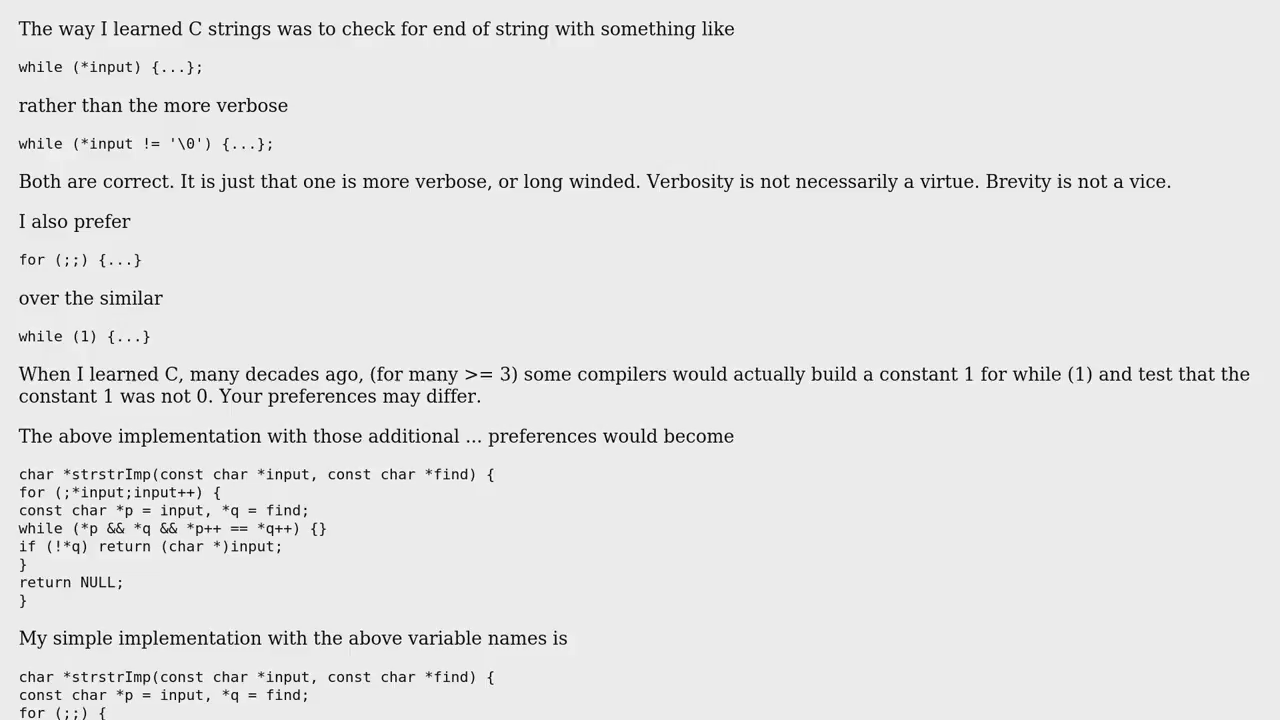 The way I learned C strings was to check for end of string with something like
while (*input) {...};
rather than the more verbose
while (*input != '\0') {...};
Both are correct. It is just that one is more verbose, or long winded. Verbosity is not necessarily a virtue. Brevity is not a vice.
I also prefer
for (;;) {...}
over the similar
while (1) {...}
When I learned C, many decades ago, (for many >= 3) some compilers would actually build a constant 1 for while (1) and test that the
constant 1 was not 0. Your preferences may differ.
The above implementation with those additional ... preferences would become
char *strstrImp(const char *input, const char *find) {
for (;*input;input++) {
const char *p = input, *q = find;
while (*p && *q && *p++ == *q++) {}
if (!*q) return (char *)input;
}
return NULL;
}
My simple implementation with the above variable names is
char *strstrImp(const char *input, const char *find) {
const char *p = input, *q = find;
for (;;) {